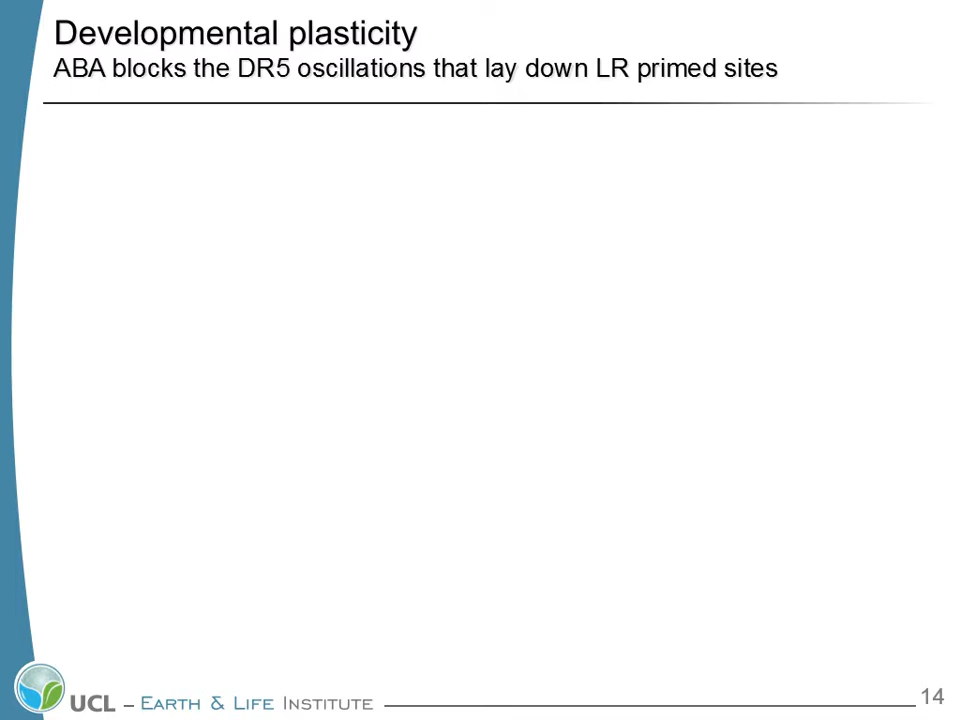 Developmental plasticity
ABA blocks the DR5 oscillations that lay down LR primed sites
UCL – EARTH & LIFE INSTITUTE
14